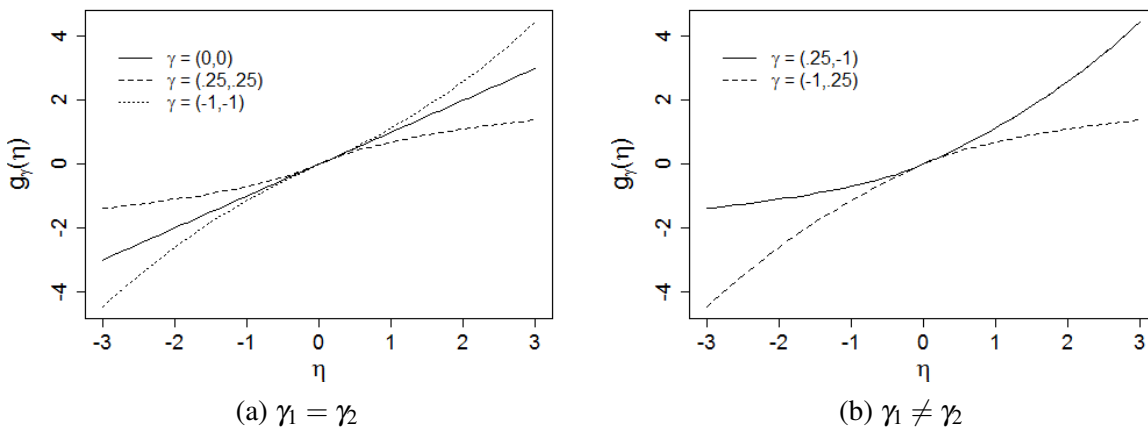 4
2
0
-2
-4
g_γ(η)
γ = (0,0)
γ = (.25,.25)
γ = (-1,-1)
-3 -2 -1 0 1 2 3
η
(a) γ₁ = γ₂
4
2
0
-2
-4
g_γ(η)
γ = (.25,-1)
γ = (-1,.25)
-3 -2 -1 0 1 2 3
η
(b) γ₁ ≠ γ₂